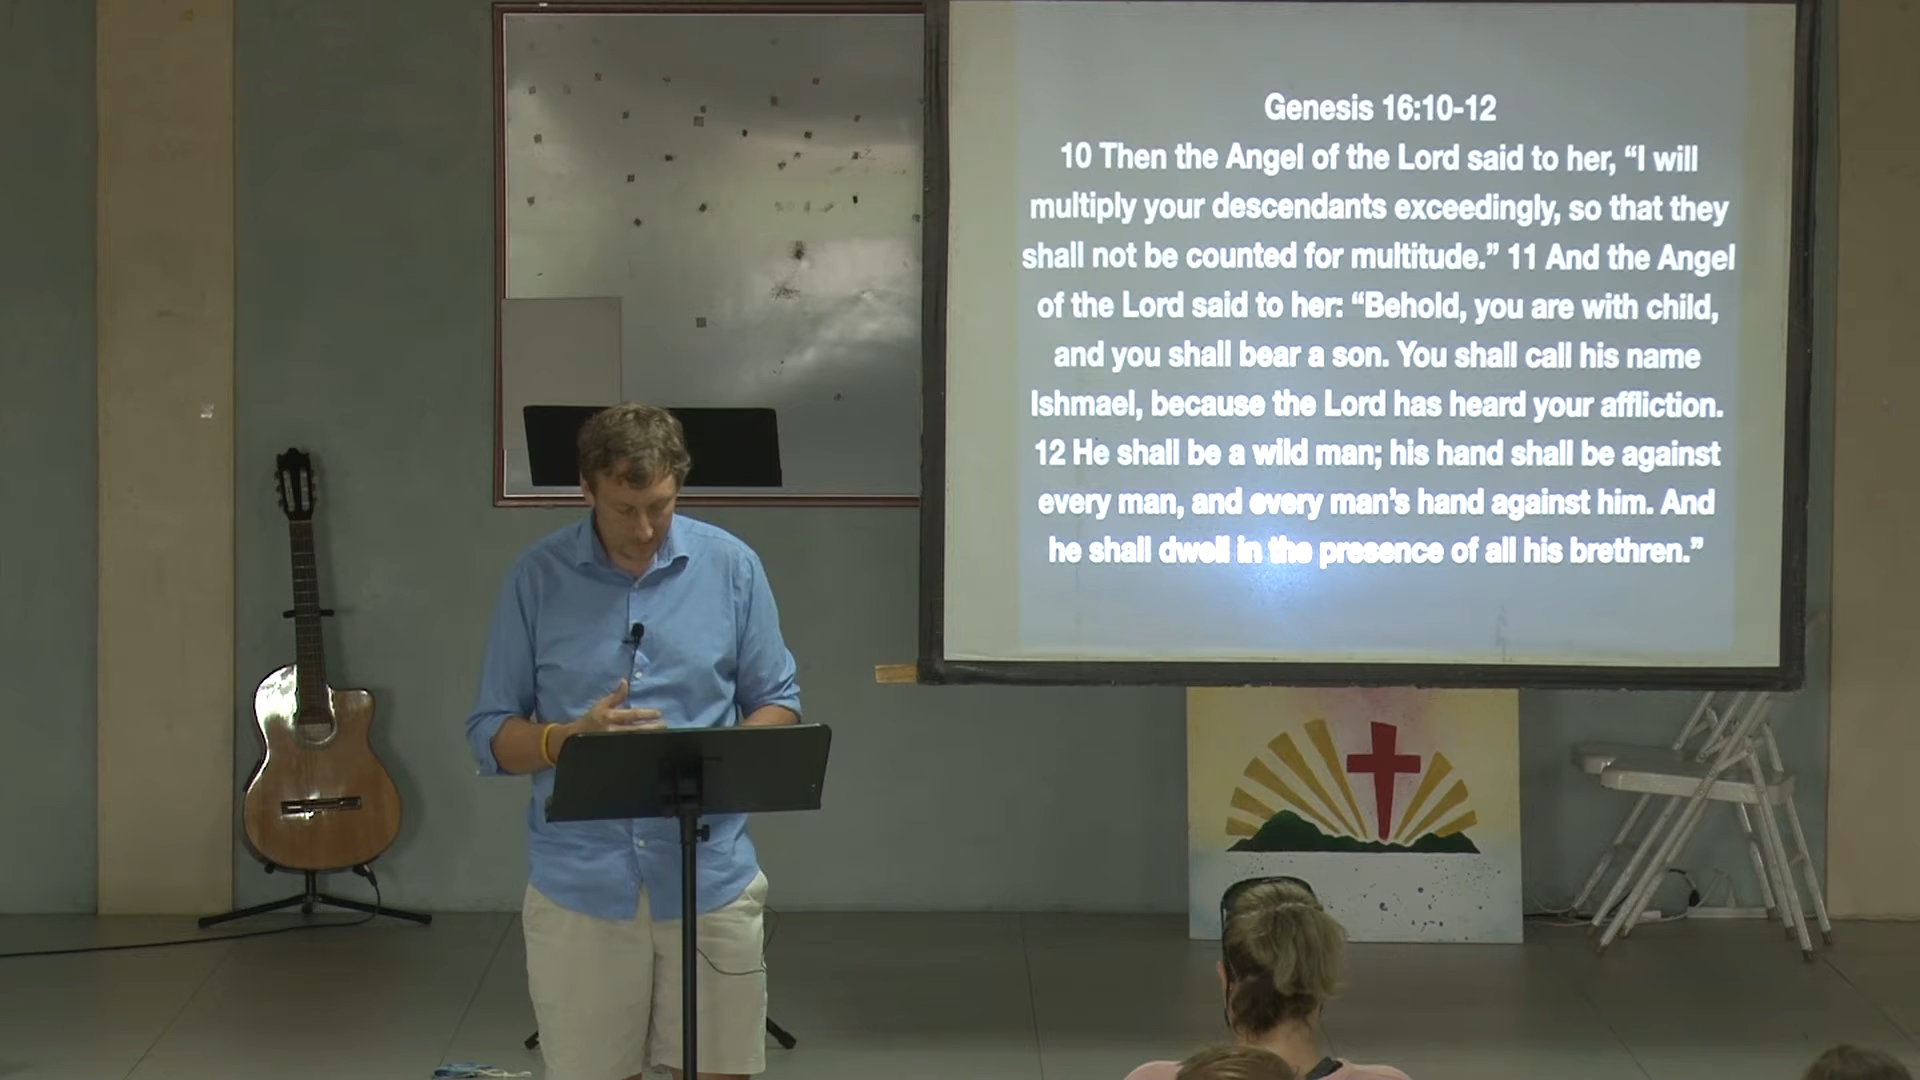 Genesis 16:10-12
10 Then the Angel of the Lord said to her, “I will
multiply your descendants exceedingly, so that they
shall not be counted for multitude.” 11 And the Angel
of the Lord said to her: “Behold, you are with child,
and you shall bear a son. You shall call his name
Ishmael, because the Lord has heard your affliction.
12 He shall be a wild man; his hand shall be against
every man, and every man’s hand against him. And
he shall dwell in the presence of all his brethren.”